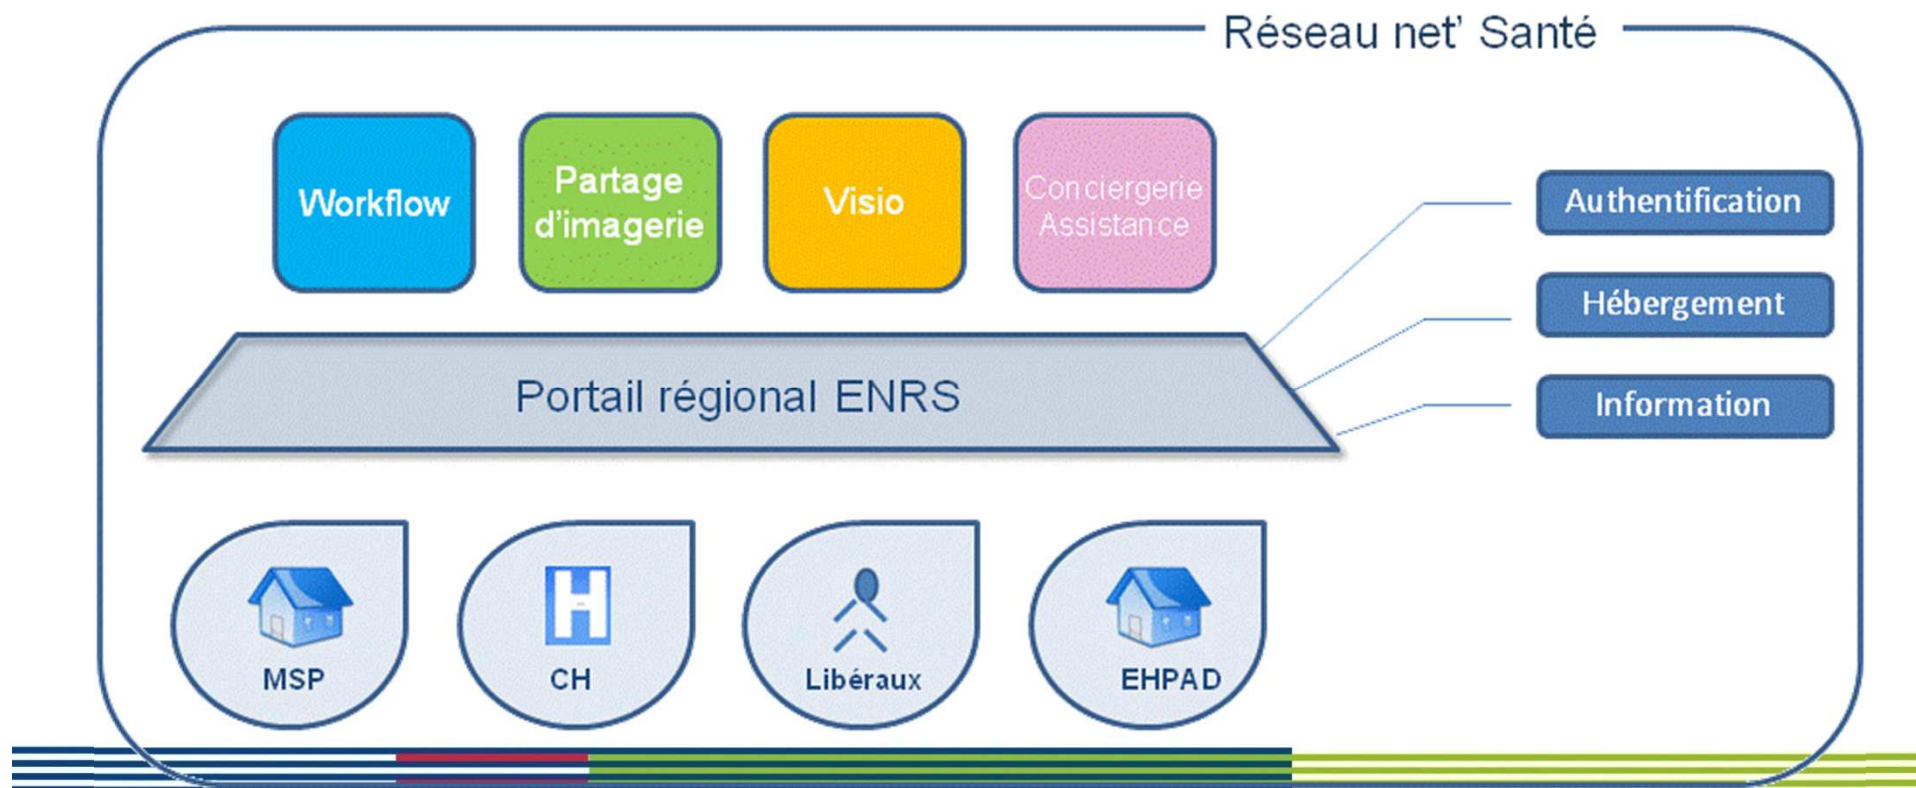 Réseau net' Santé
Workflow
Partage
d'imagerie
Visio
Conciergerie
Assistance
Authentification
Hébergement
Information
Portail régional ENRS
MSP
CH
Libéraux
EHPAD